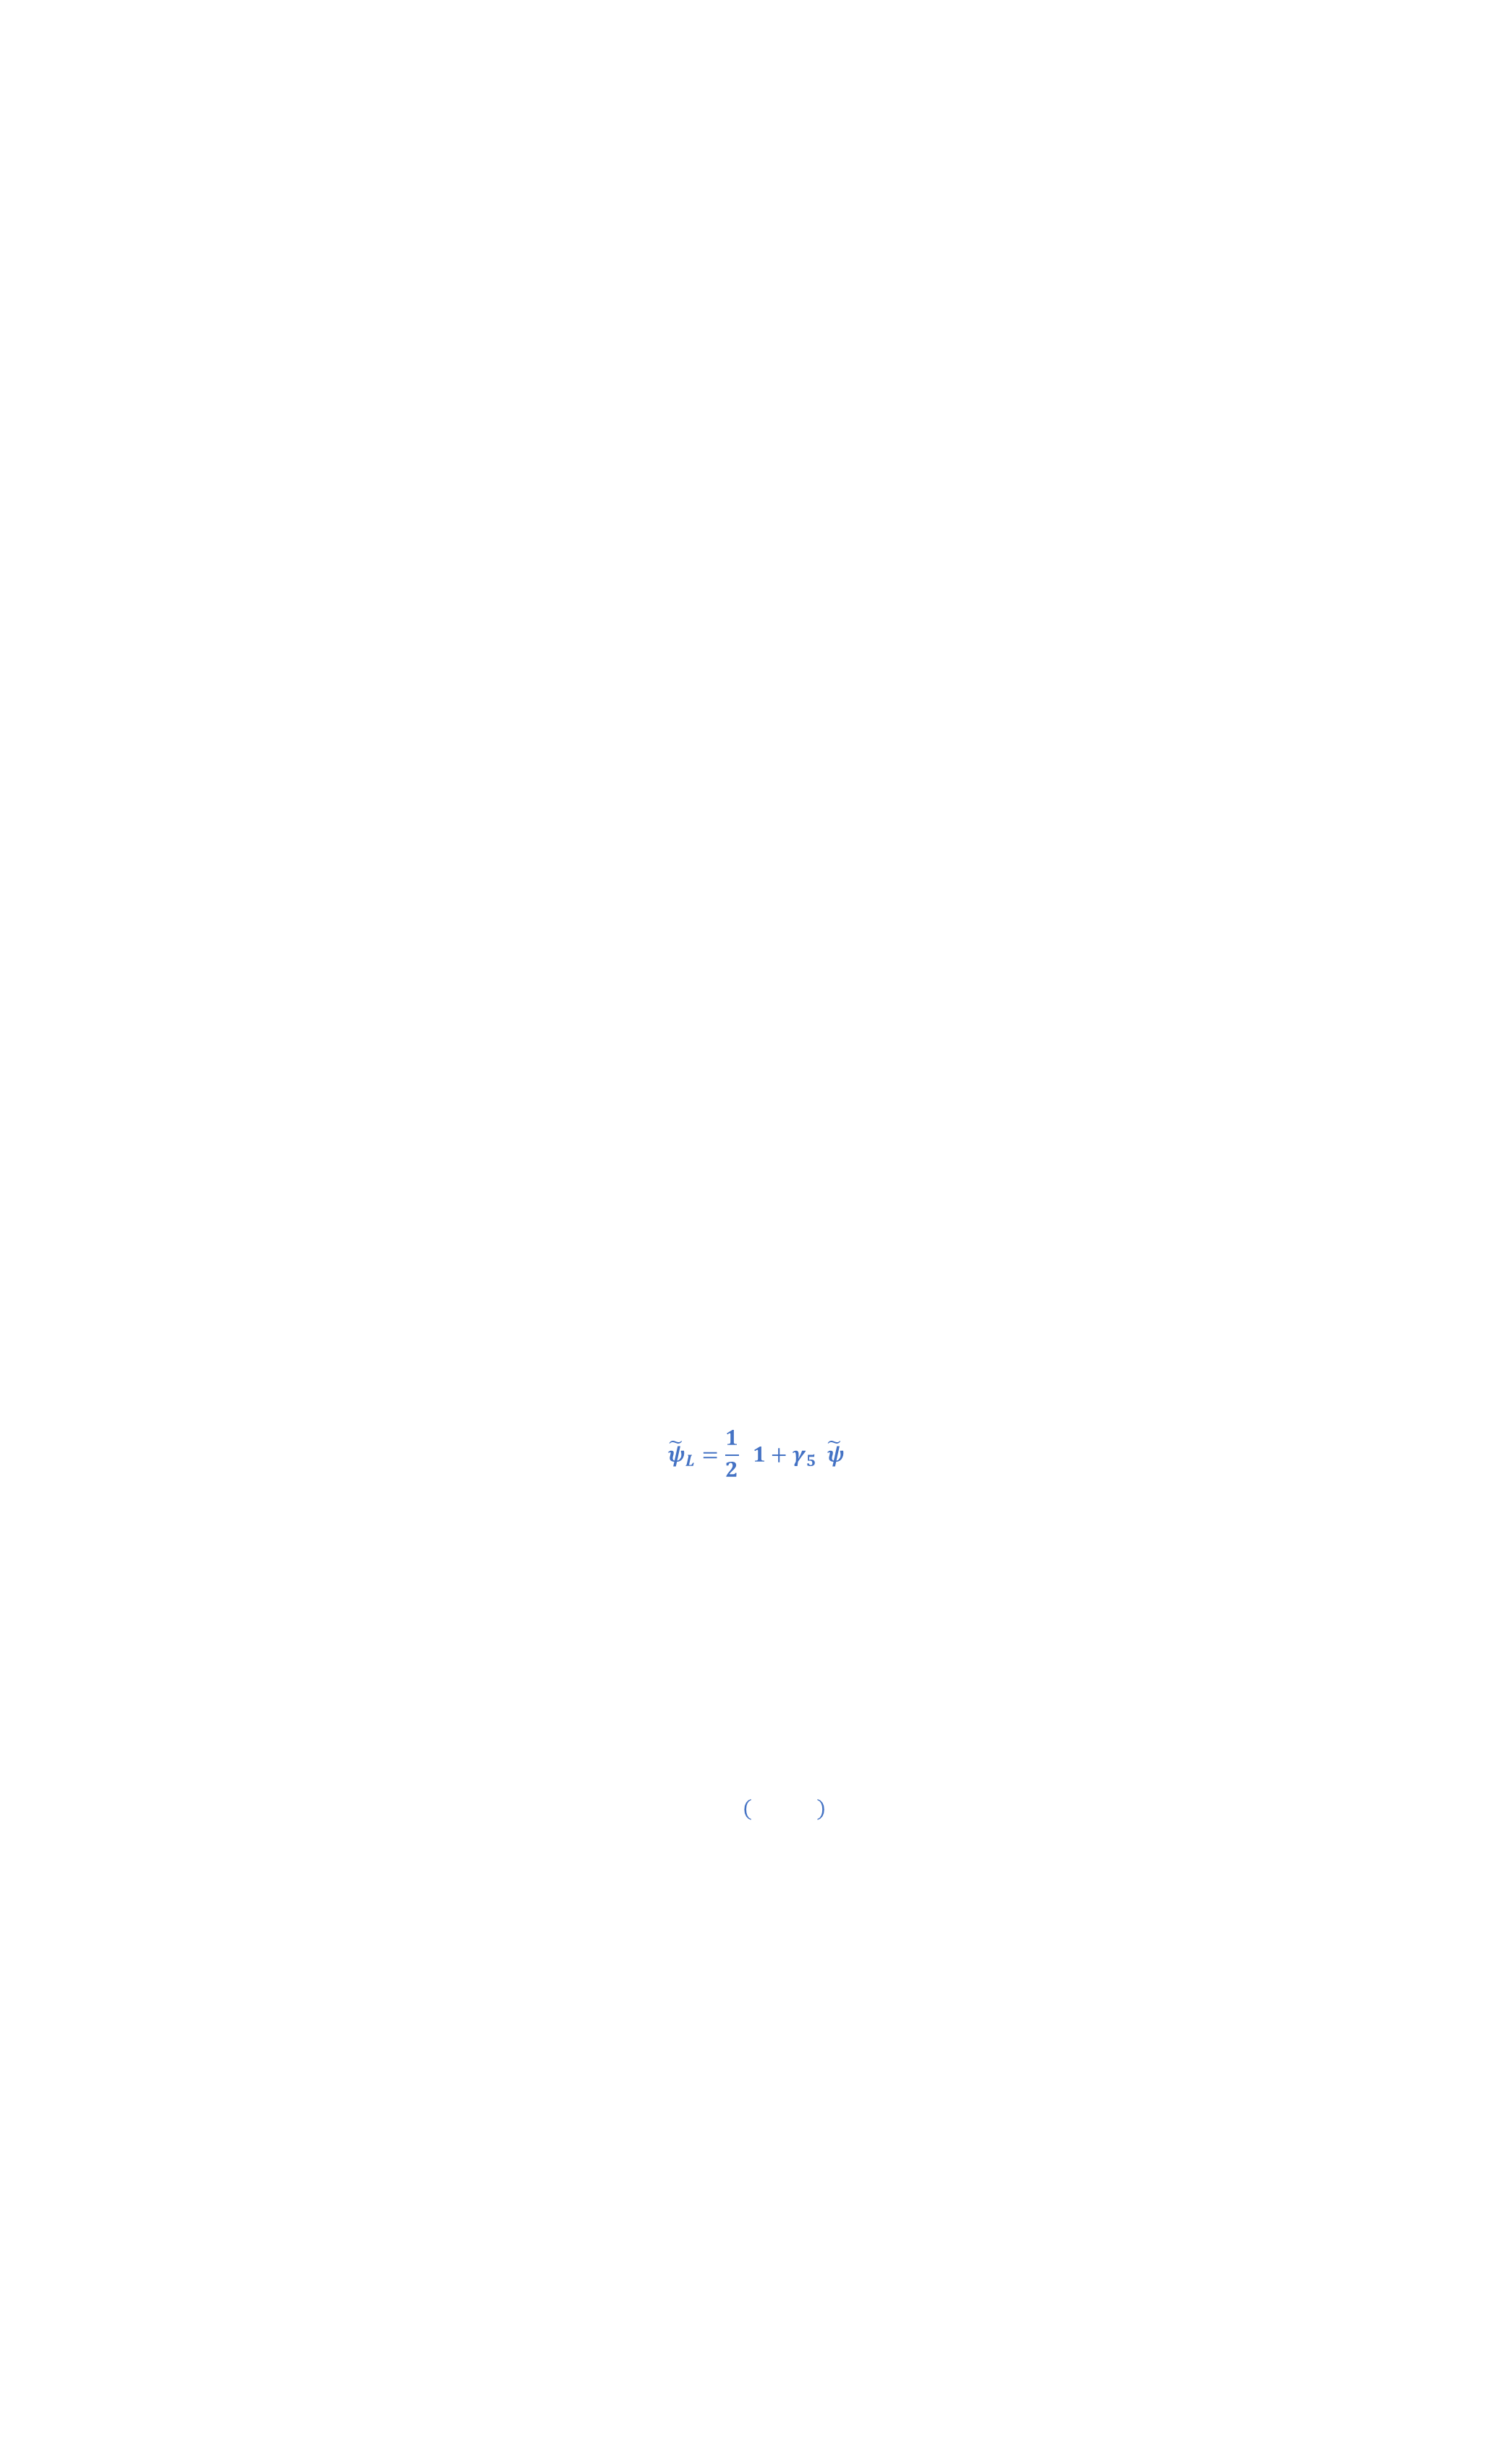 ψ̃_L = 1/2 1 + γ_5 ψ̃
( )